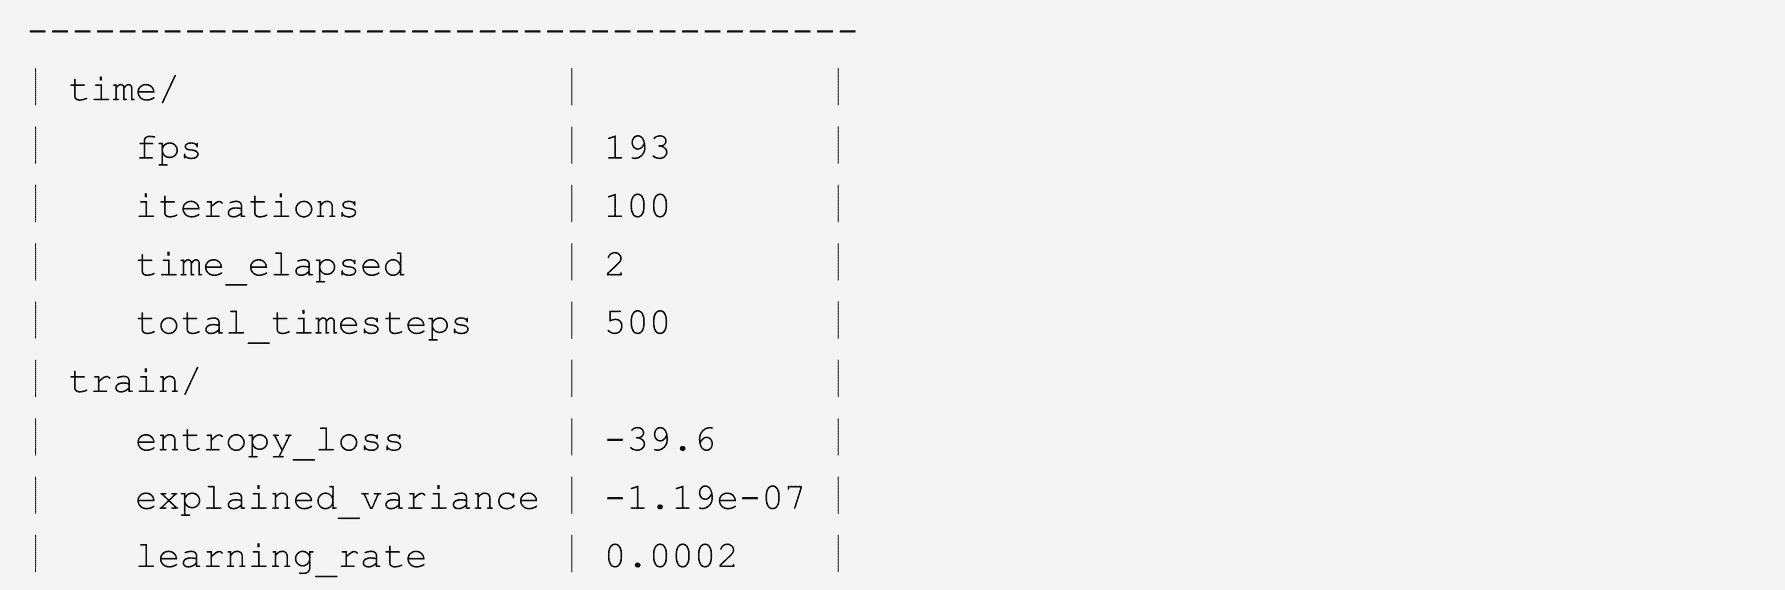 -------------------------------------
| time/                 |           |
|    fps                | 193       |
|    iterations         | 100       |
|    time_elapsed       | 2         |
|    total_timesteps    | 500       |
| train/                |           |
|    entropy_loss       | -39.6     |
|    explained_variance | -1.19e-07 |
|    learning_rate      | 0.0002    |